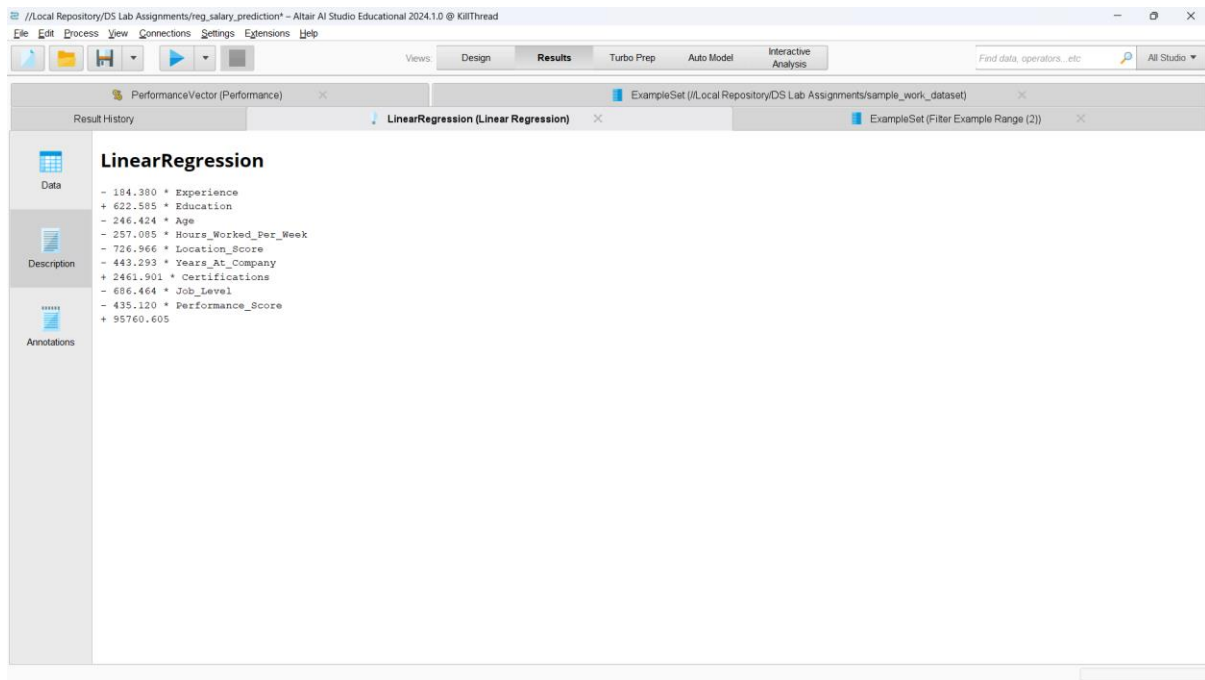 //Local Repository/DS Lab Assignments/reg_salary_prediction* – Altair AI Studio Educational 2024.1.0 @ KillThread
File Edit Process View Connections Settings Extensions Help
Views: Design Results Turbo Prep Auto Model Interactive Analysis Find data, operators...etc All Studio
PerformanceVector (Performance) ExampleSet (//Local Repository/DS Lab Assignments/sample_work_dataset)
Result History LinearRegression (Linear Regression) ExampleSet (Filter Example Range (2))
Data
Description
Annotations
LinearRegression
- 184.380 * Experience
+ 622.585 * Education
- 246.424 * Age
- 257.085 * Hours_Worked_Per_Week
- 726.966 * Location_Score
- 443.293 * Years_At_Company
+ 2461.901 * Certifications
- 686.464 * Job_Level
- 435.120 * Performance_Score
+ 95760.605